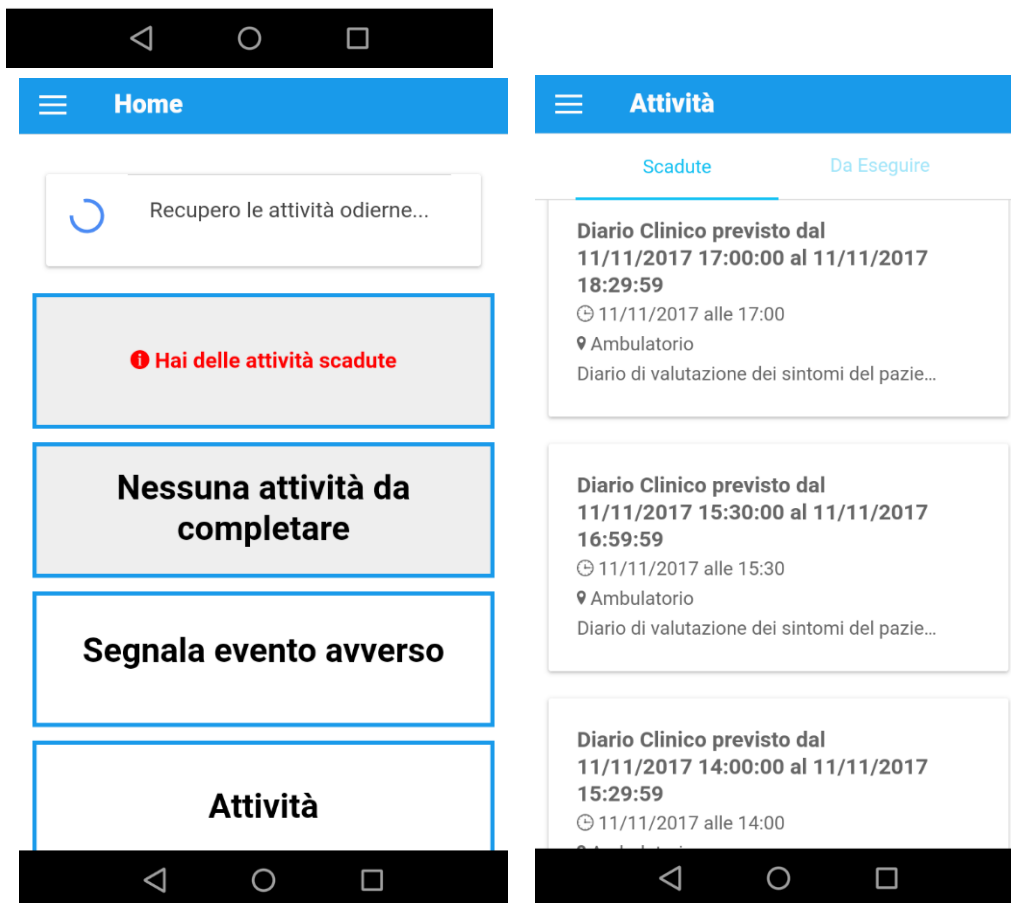 Home
Recupero le attività odierne...
Hai delle attività scadute
Nessuna attività da
completare
Segnala evento avverso
Attività
Attività
Scadute
Da Eseguire
Diario Clinico previsto dal
11/11/2017 17:00:00 al 11/11/2017
18:29:59
11/11/2017 alle 17:00
Ambulatorio
Diario di valutazione dei sintomi del pazie...
Diario Clinico previsto dal
11/11/2017 15:30:00 al 11/11/2017
16:59:59
11/11/2017 alle 15:30
Ambulatorio
Diario di valutazione dei sintomi del pazie...
Diario Clinico previsto dal
11/11/2017 14:00:00 al 11/11/2017
15:29:59
11/11/2017 alle 14:00